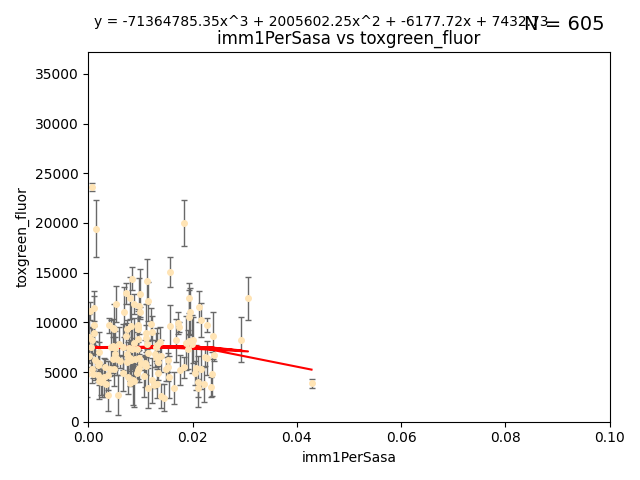 y = -71364785.35x^3 + 2005602.25x^2 + -6177.72x + 7432.73
N = 605
imm1PerSasa vs toxgreen_fluor
35000
30000
25000
20000
15000
10000
5000
0
toxgreen_fluor
0.00 0.02 0.04 0.06 0.08 0.10
imm1PerSasa